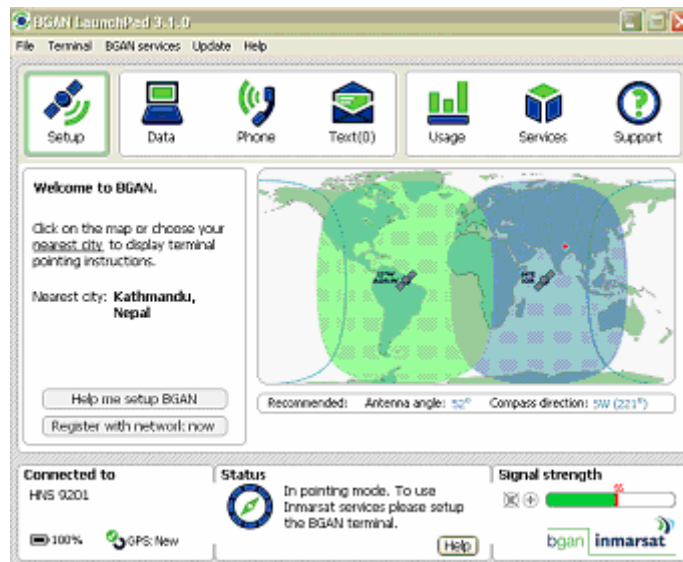 BGAN LaunchPad 3.1.0
File Terminal BGAN services Update Help
Setup Data Phone Text(0) Usage Services Support
Welcome to BGAN.
Click on the map or choose your
nearest city to display terminal
pointing instructions.
Nearest city: Kathmandu,
Nepal
Help me setup BGAN
Register with network now
Recommended: Antenna angle: 52° Compass direction: SW (221°)
Connected to
HNS 9201
100% GPS: New
Status
In pointing mode. To use
Inmarsat services please setup
the BGAN terminal.
Help
Signal strength
bgan inmarsat